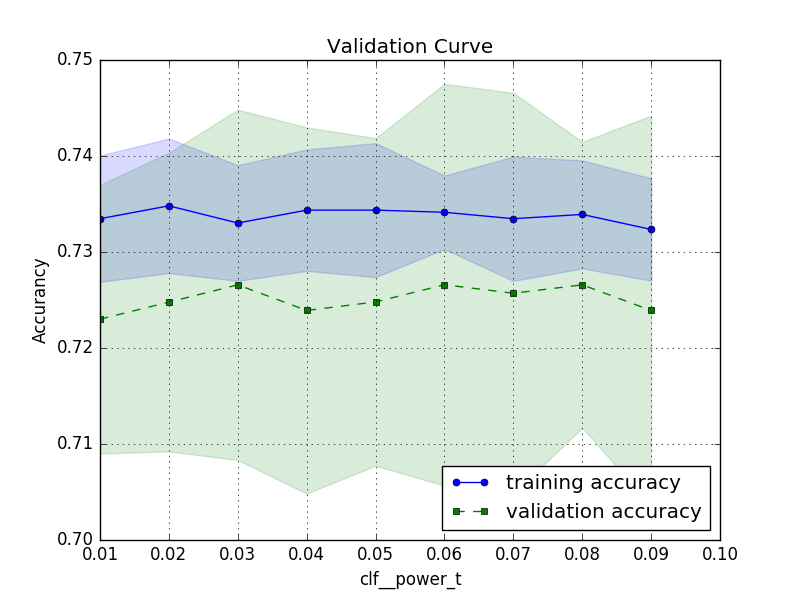 Validation Curve
0.75
0.74
0.73
0.72
0.71
0.70
Accurancy
training accuracy
validation accuracy
0.01 0.02 0.03 0.04 0.05 0.06 0.07 0.08 0.09 0.10
clf__power_t